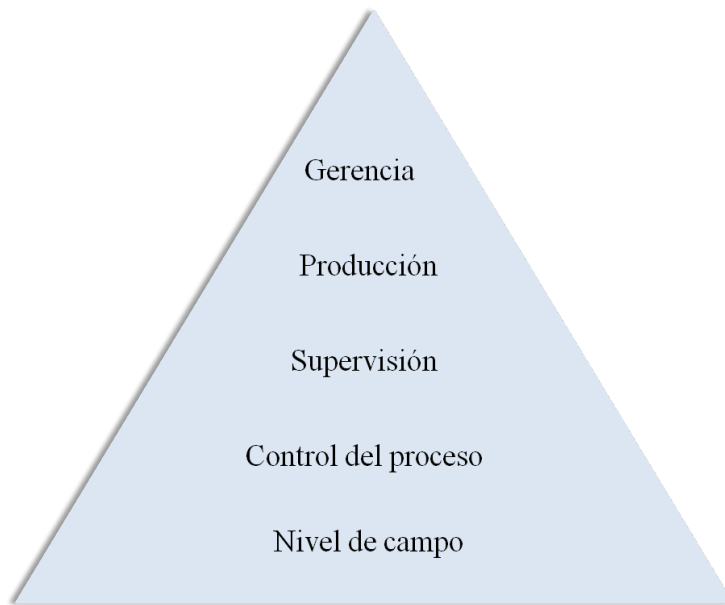 Gerencia
Producción
Supervisión
Control del proceso
Nivel de campo